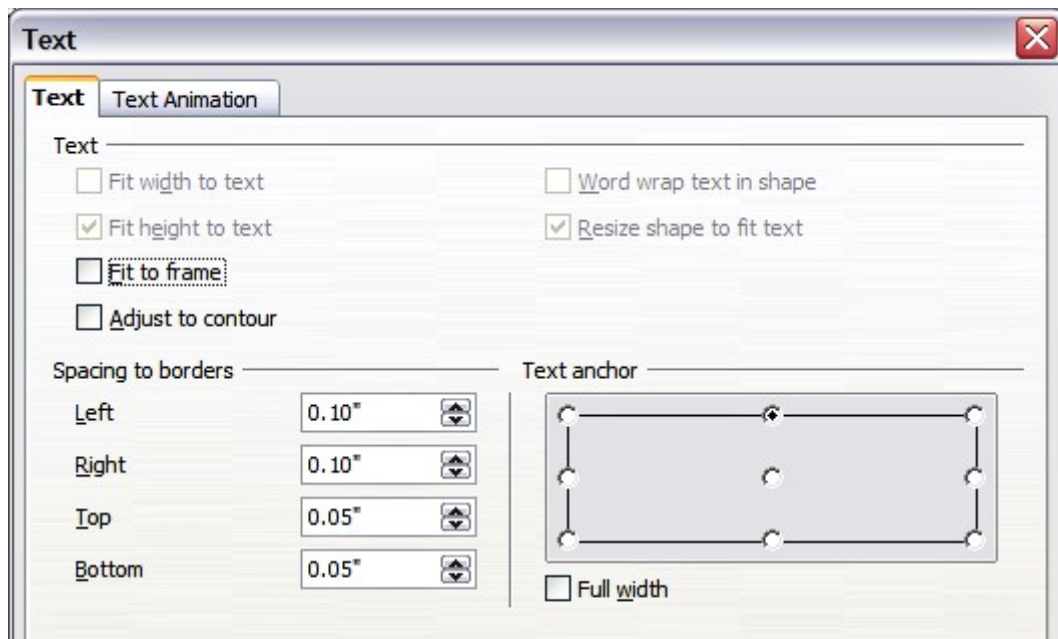 Text
Text Text Animation
Text
Fit width to text Word wrap text in shape
Fit height to text Resize shape to fit text
Fit to frame
Adjust to contour
Spacing to borders Text anchor
Left 0.10"
Right 0.10"
Top 0.05"
Bottom 0.05"
Full width